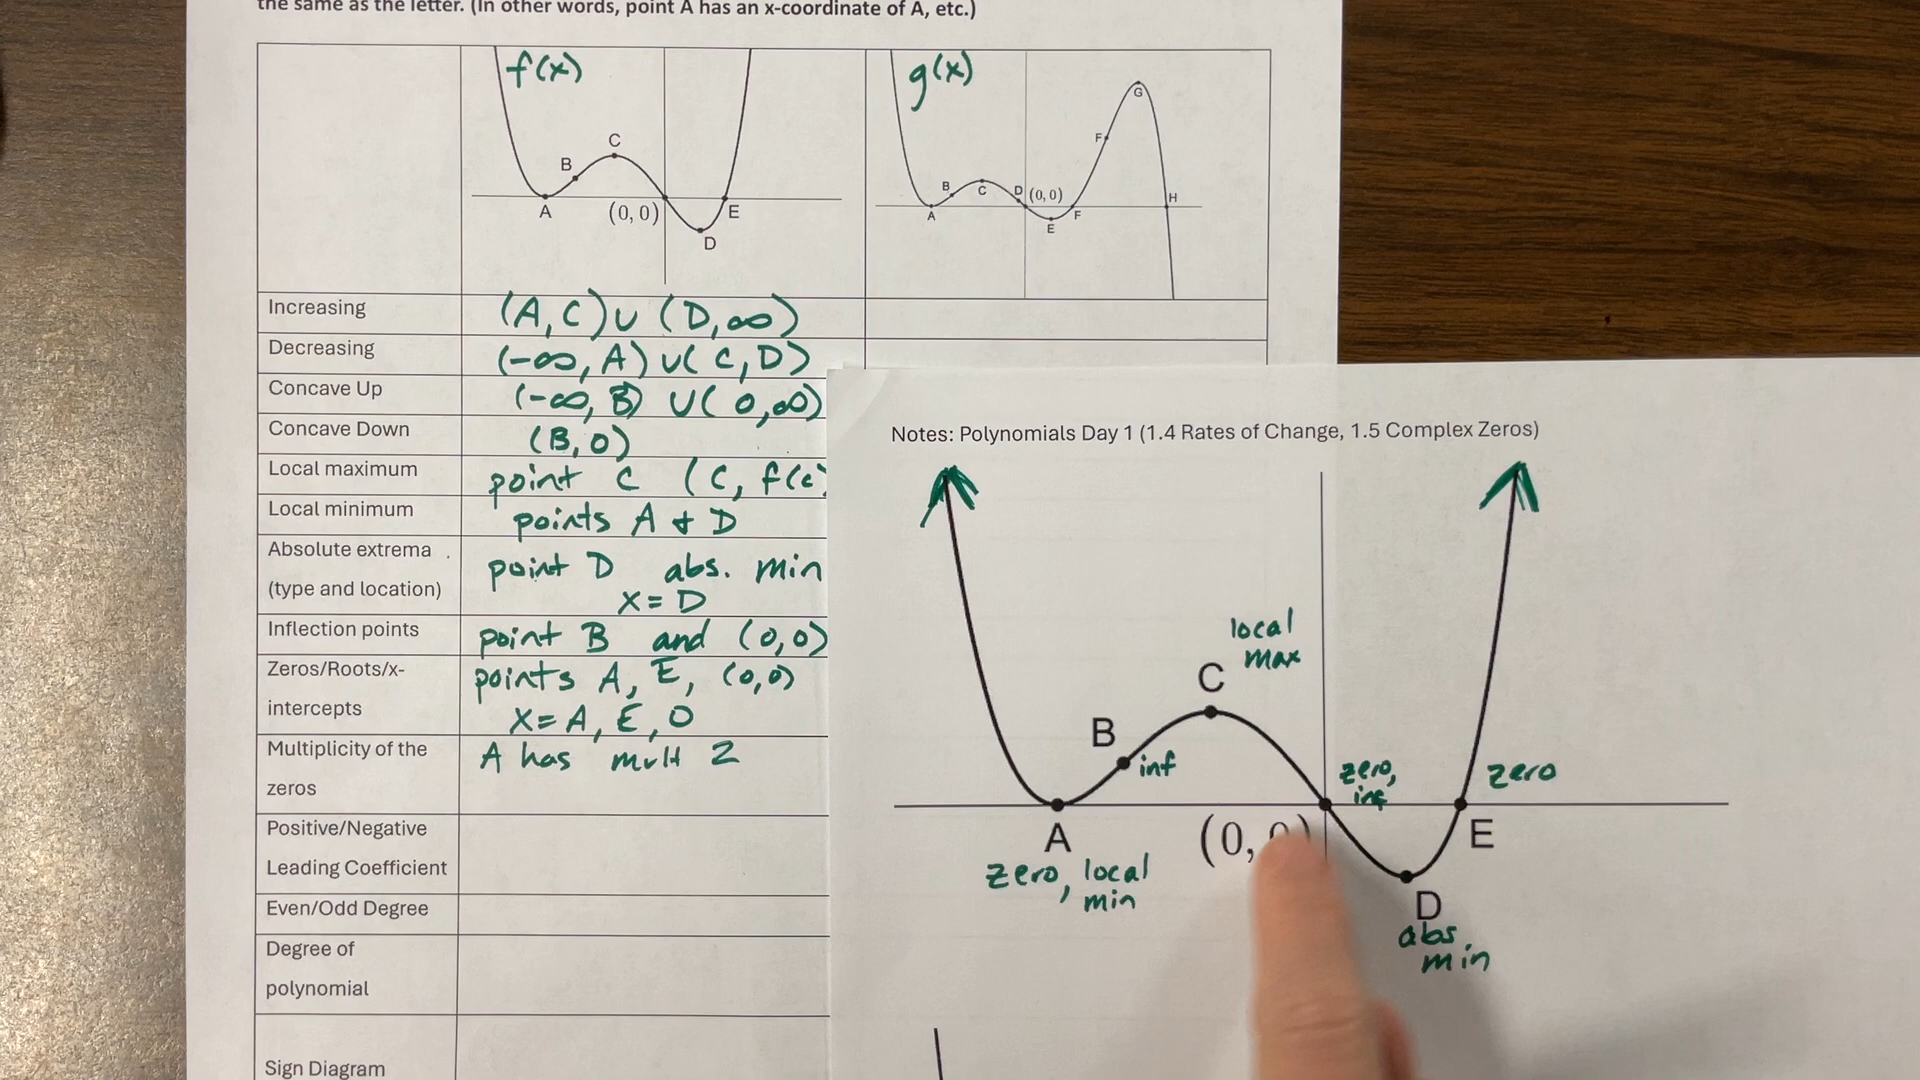 the same as the letter. (In other words, point A has an x-coordinate of A, etc.)
f(x)
C
B
A
(0, 0)
E
D
g(x)
G
F
B
C
D
(0, 0)
H
A
F
E
Increasing
(A,C)∪ (D,∞)
Decreasing
(-∞, A) ∪( C,D)
Concave Up
(-∞, B) ∪( 0,∞)
Concave Down
(B,0)
Local maximum
point C (C, f(c)
Local minimum
points A + D
Absolute extrema
(type and location)
point D abs. min
x= D
Inflection points
point B and (0,0)
Zeros/Roots/x-
intercepts
points A, E, (0,0)
x= A, E, 0
Multiplicity of the
zeros
A has mult 2
Positive/Negative
Leading Coefficient
Even/Odd Degree
Degree of
polynomial
Sign Diagram
Notes: Polynomials Day 1 (1.4 Rates of Change, 1.5 Complex Zeros)
local
max
C
B
inf
zero,
inf
zero
A
(0, 0)
E
zero, local
min
D
abs.
min